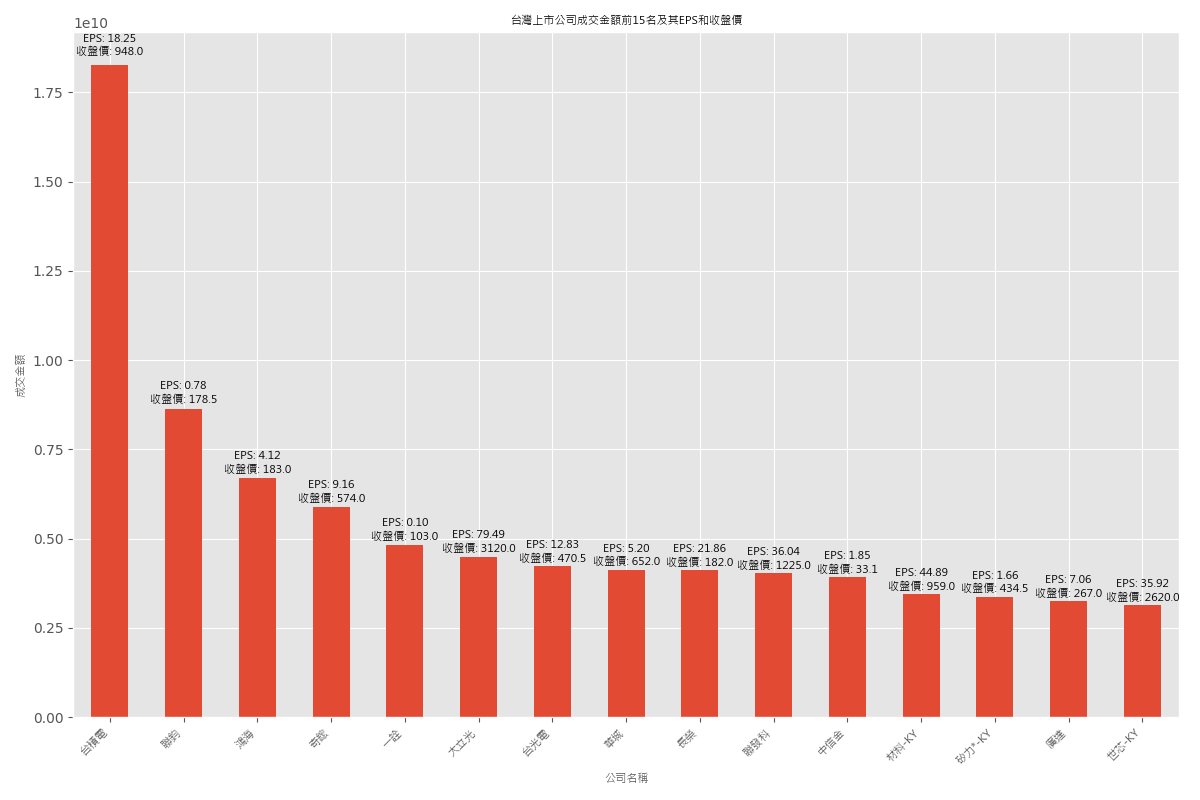 台灣上市公司成交金額前15名及其EPS和收盤價
1e10
EPS: 18.25
收盤價: 948.0
1.75
1.50
1.25
1.00
0.75
0.50
0.25
0.00
成交金額
EPS: 0.78
收盤價: 178.5
EPS: 4.12
收盤價: 183.0
EPS: 9.16
收盤價: 574.0
EPS: 0.10
收盤價: 103.0
EPS: 79.49
收盤價: 3120.0
EPS: 12.83
收盤價: 470.5
EPS: 5.20
收盤價: 652.0
EPS: 21.86
收盤價: 182.0
EPS: 36.04
收盤價: 1225.0
EPS: 1.85
收盤價: 33.1
EPS: 44.89
收盤價: 959.0
EPS: 1.66
收盤價: 434.5
EPS: 7.06
收盤價: 267.0
EPS: 35.92
收盤價: 2620.0
台積電
聯鈞
鴻海
奇鋐
一詮
大立光
台光電
華城
長榮
聯發科
中信金
材料-KY
矽力*-KY
廣達
世芯-KY
公司名稱